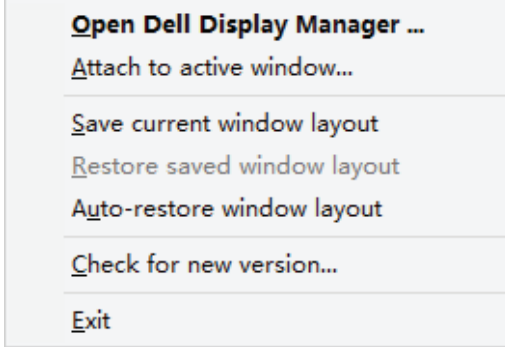 Open Dell Display Manager ...
Attach to active window...
Save current window layout
Restore saved window layout
Auto-restore window layout
Check for new version...
Exit